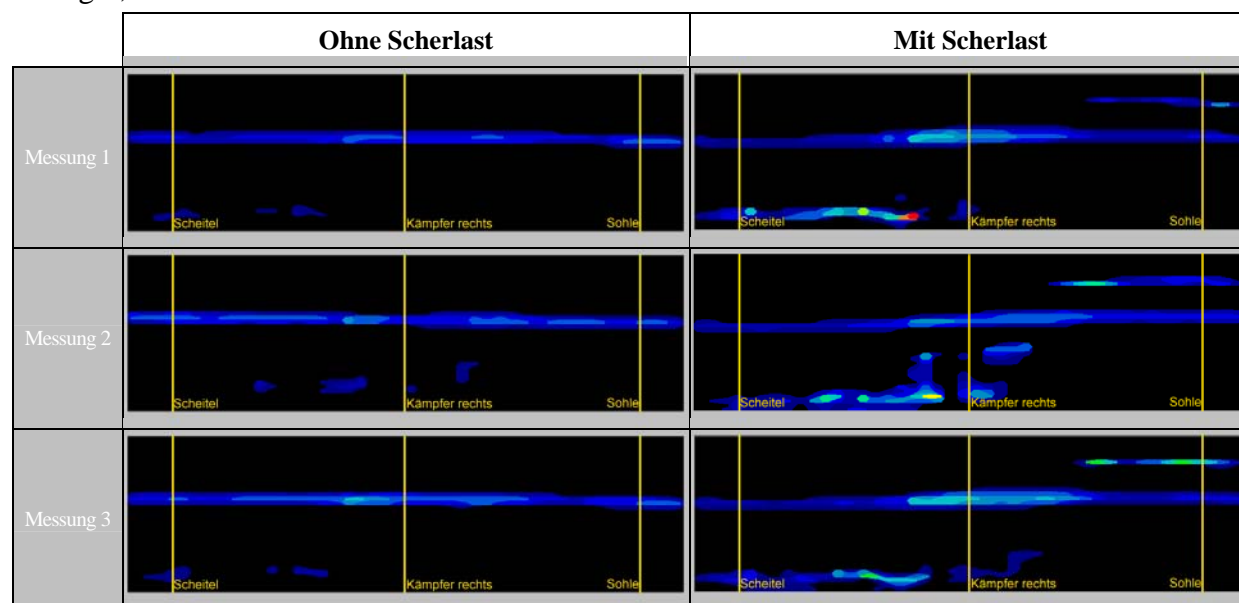 Ohne Scherlast Mit Scherlast
Messung 1
Scheitel Kämpfer rechts Sohle Scheitel Kämpfer rechts Sohle
Messung 2
Scheitel Kämpfer rechts Sohle Scheitel Kämpfer rechts Sohle
Messung 3
Scheitel Kämpfer rechts Sohle Scheitel Kämpfer rechts Sohle